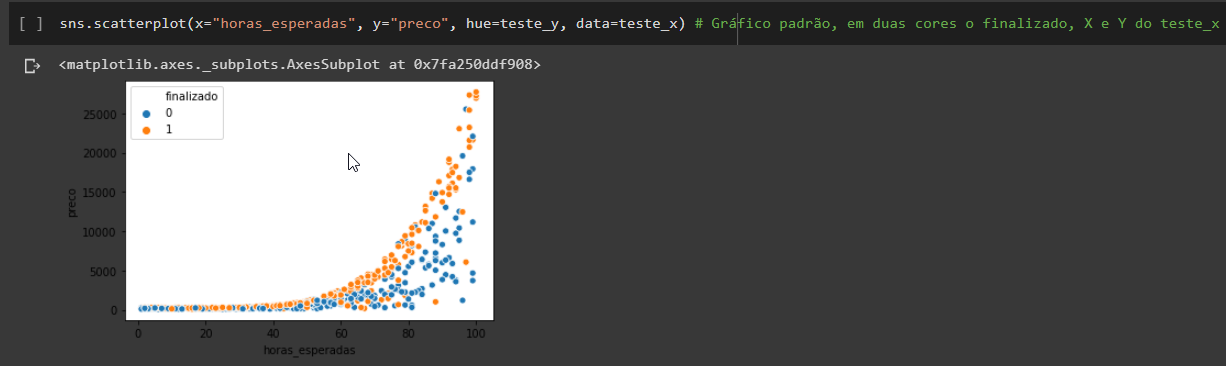 [ ] sns.scatterplot(x="horas_esperadas", y="preco", hue=teste_y, data=teste_x) # Gráfico padrão, em duas cores o finalizado, X e Y do teste_x
<matplotlib.axes._subplots.AxesSubplot at 0x7fa250ddf908>
finalizado
0
1
25000
20000
15000
10000
5000
0
preco
0 20 40 60 80 100
horas_esperadas